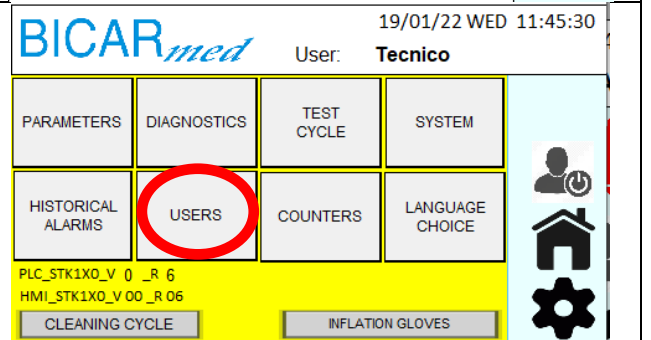 BICARmed
19/01/22 WED 11:45:30
User: Tecnico
PARAMETERS
DIAGNOSTICS
TEST
CYCLE
SYSTEM
HISTORICAL
ALARMS
USERS
COUNTERS
LANGUAGE
CHOICE
PLC_STK1X0_V 0 _R 6
HMI_STK1X0_V 00 _R 06
CLEANING CYCLE
INFLATION GLOVES